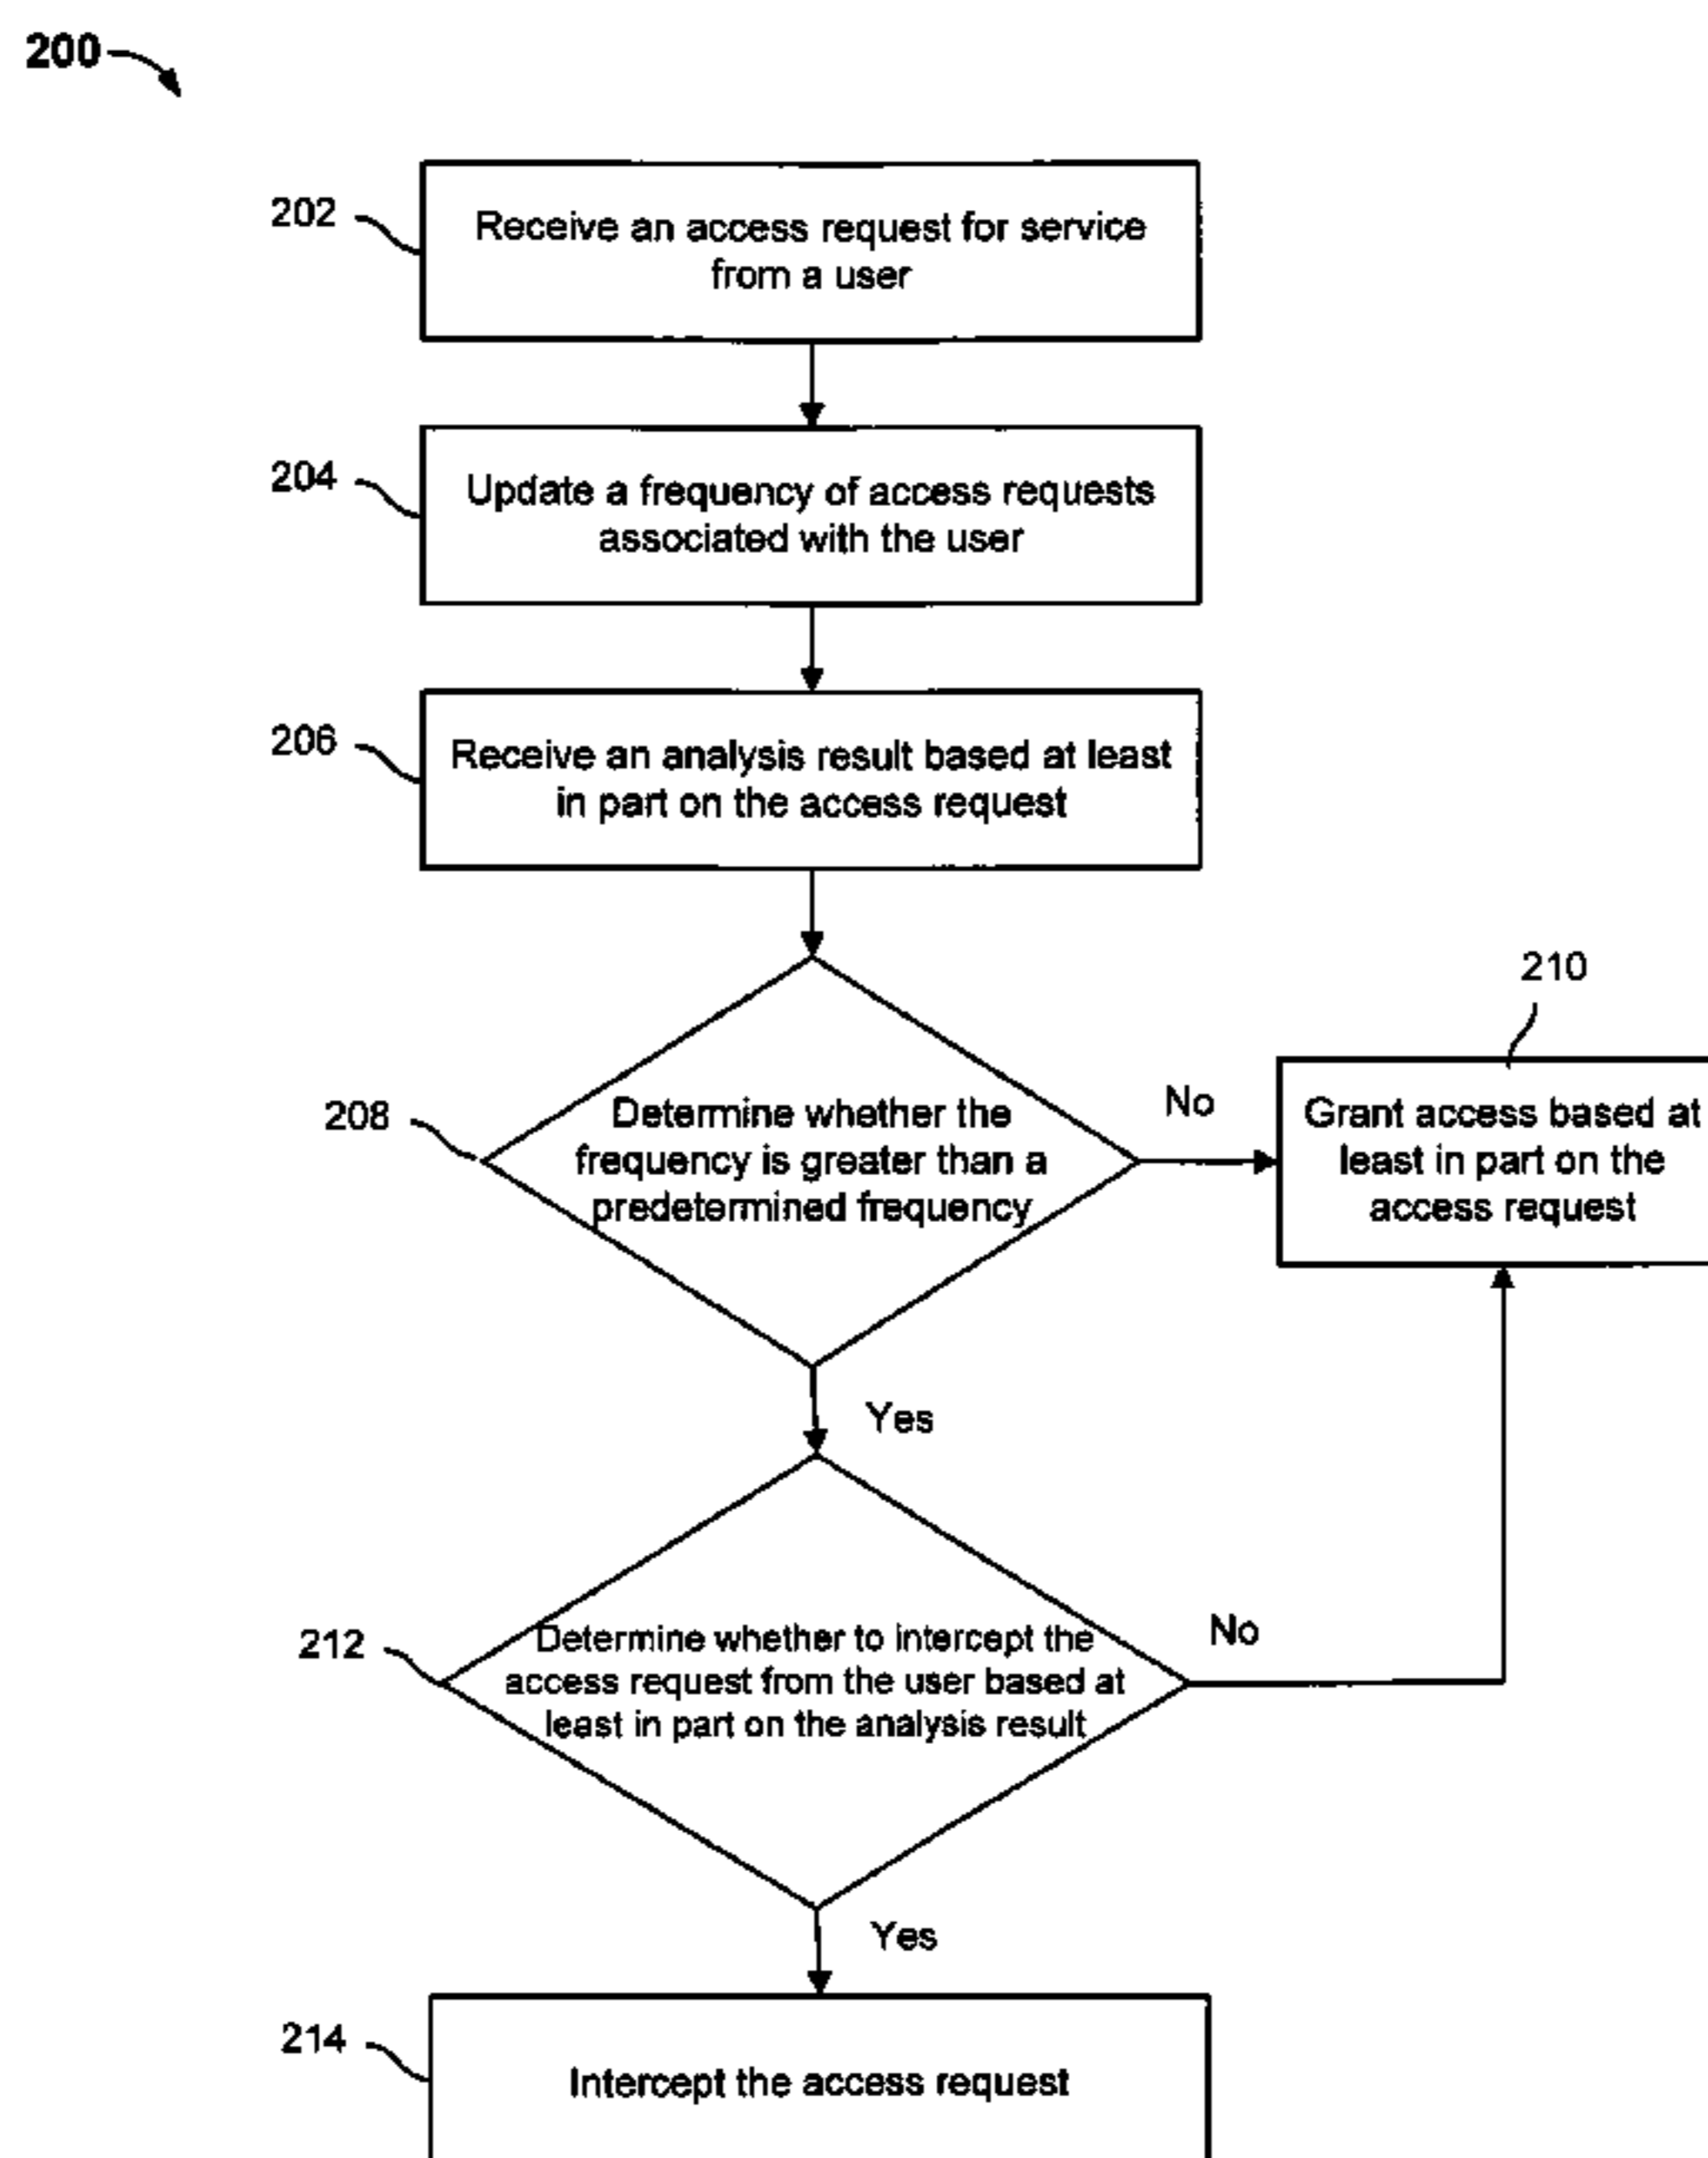 200
202
Receive an access request for service
from a user
204
Update a frequency of access requests
associated with the user
206
Receive an analysis result based at least
in part on the access request
208
Determine whether the
frequency is greater than a
predetermined frequency
No
210
Grant access based at
least in part on the
access request
Yes
212
Determine whether to intercept the
access request from the user based at
least in part on the analysis result
No
Yes
214
Intercept the access request